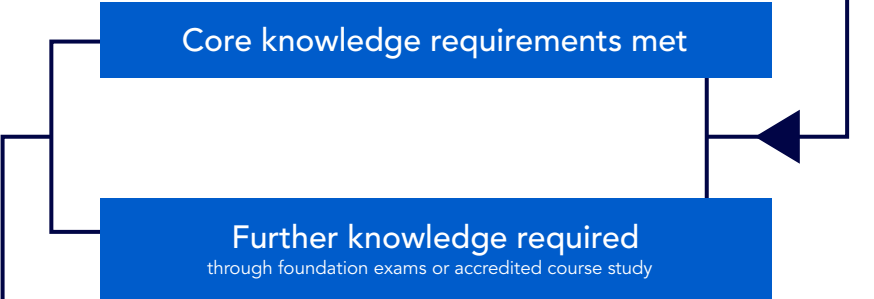 Core knowledge requirements met
Further knowledge required
through foundation exams or accredited course study